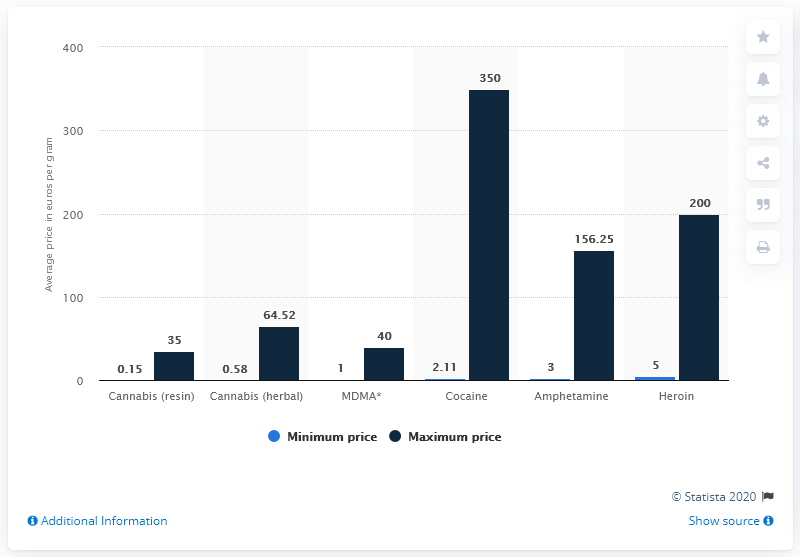 400
300
200
100
0
Average price in euros per gram
0.15
35
0.58
64.52
1
40
2.11
350
3
156.25
5
200
Cannabis (resin)
Cannabis (herbal)
MDMA*
Cocaine
Amphetamine
Heroin
Minimum price
Maximum price
© Statista 2020
Additional Information
Show source